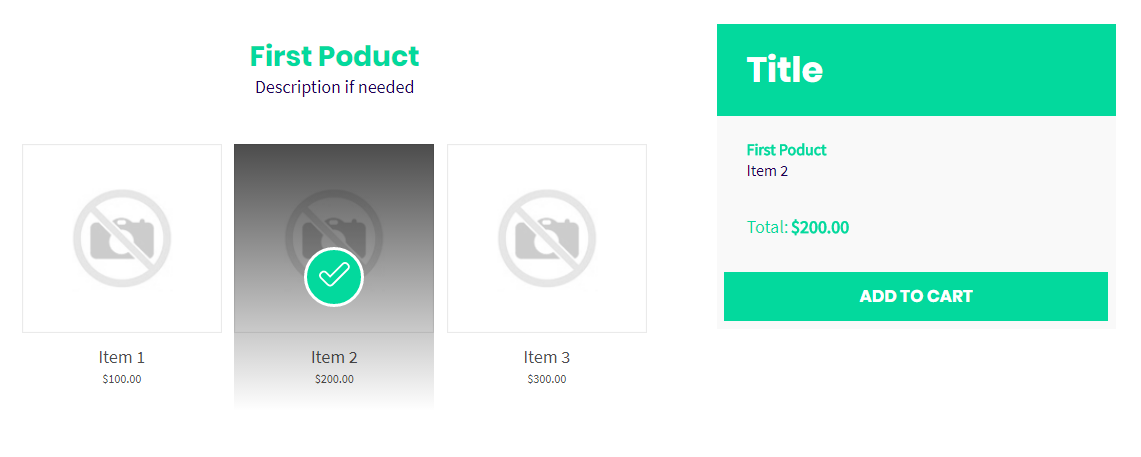 First Poduct
Description if needed
Item 1
$100.00
Item 2
$200.00
Item 3
$300.00
Title
First Poduct
Item 2
Total: $200.00
ADD TO CART